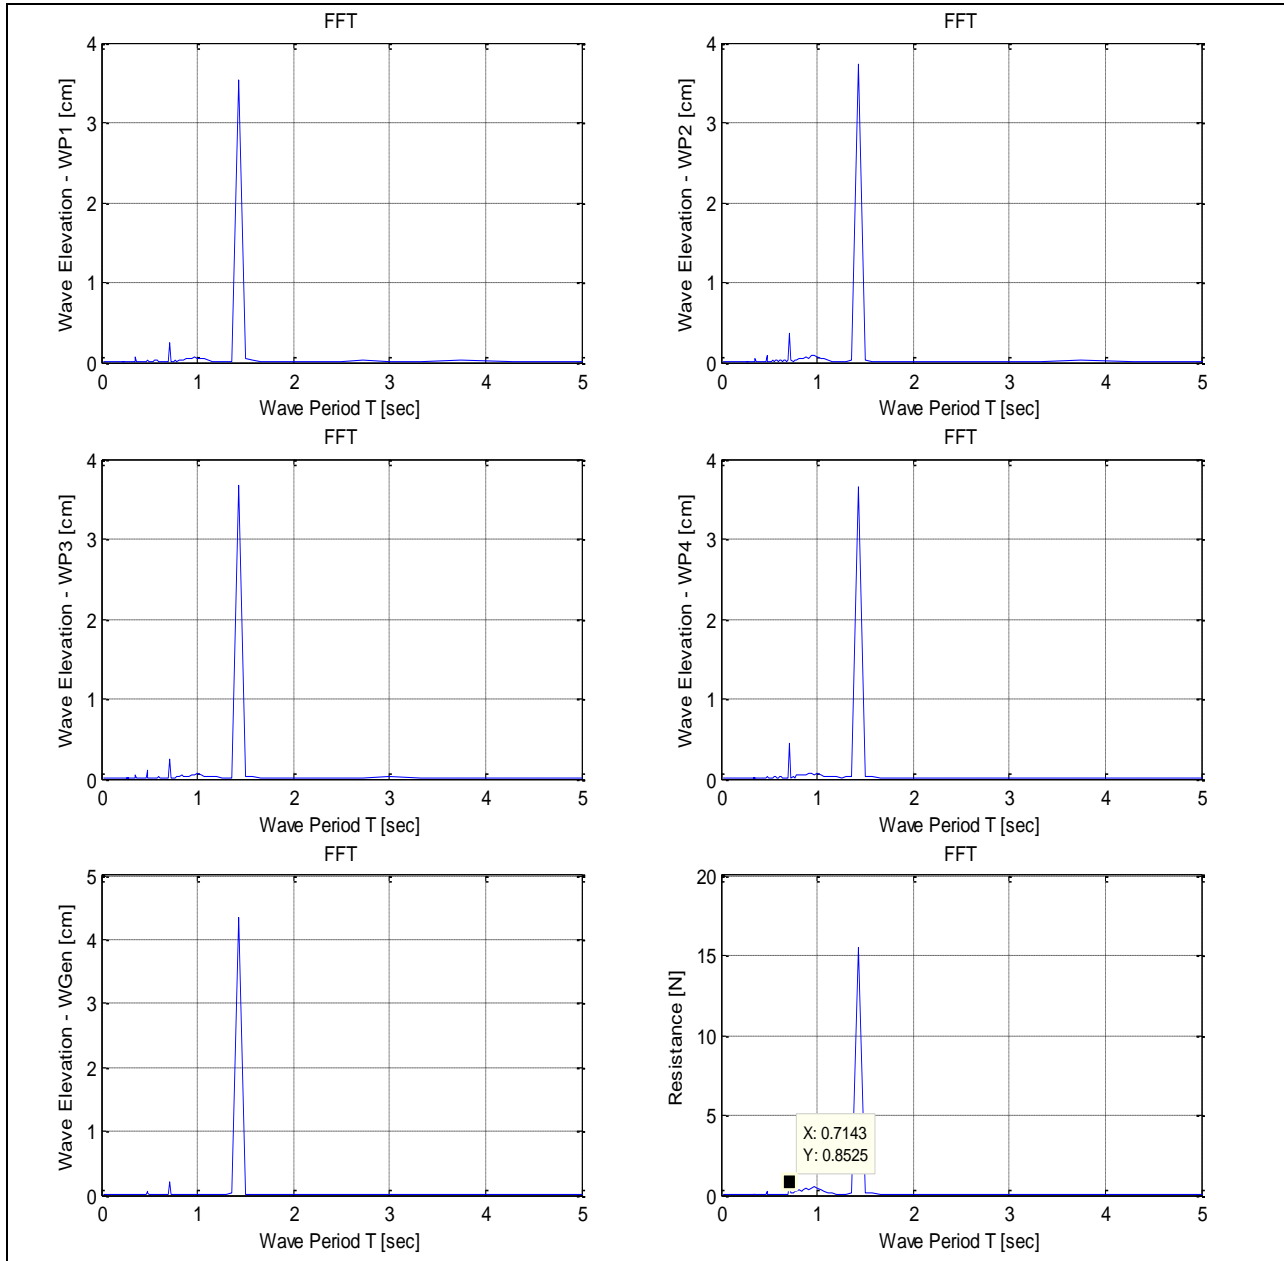 FFT
4
3
2
1
0
Wave Elevation - WP1 [cm]
0 1 2 3 4 5
Wave Period T [sec]
FFT
4
3
2
1
0
Wave Elevation - WP2 [cm]
0 1 2 3 4 5
Wave Period T [sec]
FFT
4
3
2
1
0
Wave Elevation - WP3 [cm]
0 1 2 3 4 5
Wave Period T [sec]
FFT
4
3
2
1
0
Wave Elevation - WP4 [cm]
0 1 2 3 4 5
Wave Period T [sec]
FFT
5
4
3
2
1
0
Wave Elevation - WGen [cm]
0 1 2 3 4 5
Wave Period T [sec]
FFT
20
15
10
5
0
Resistance [N]
X: 0.7143
Y: 0.8525
0 1 2 3 4 5
Wave Period T [sec]